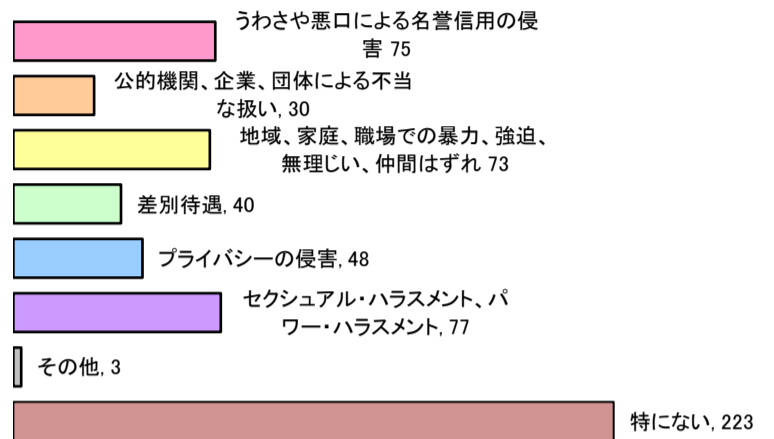 うわさや悪口による名誉信用の侵
害 75
公的機関、企業、団体による不当
な扱い, 30
地域、家庭、職場での暴力、強迫、
無理じい、仲間はずれ 73
差別待遇, 40
プライバシーの侵害, 48
セクシュアル・ハラスメント、パ
ワー・ハラスメント, 77
その他, 3
特にない, 223